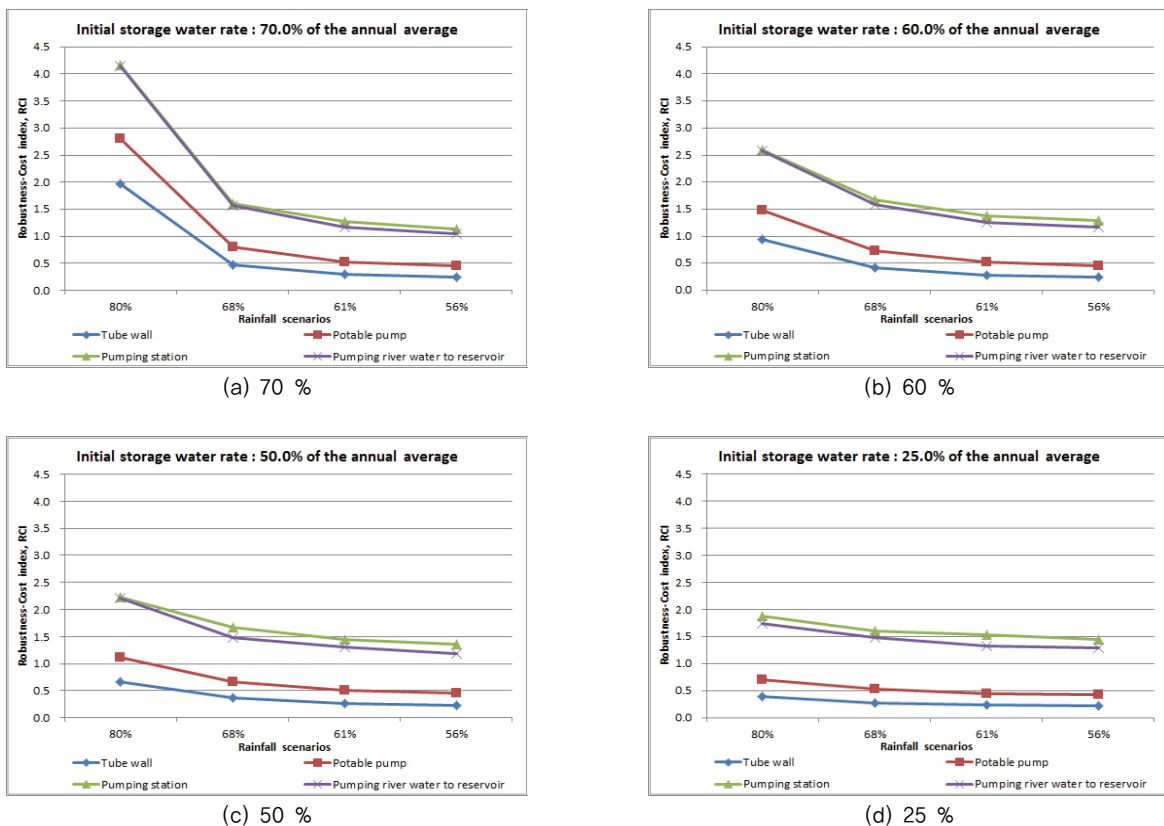 Initial storage water rate : 70.0% of the annual average
Robustness-Cost index, RCI
4.5
4.0
3.5
3.0
2.5
2.0
1.5
1.0
0.5
0.0
80% 68% 61% 56%
Rainfall scenarios
Tube wall Potable pump
Pumping station Pumping river water to reservoir
(a) 70 %
Initial storage water rate : 60.0% of the annual average
Robustness-Cost index, RCI
4.5
4.0
3.5
3.0
2.5
2.0
1.5
1.0
0.5
0.0
80% 68% 61% 56%
Rainfall scenarios
Tube wall Potable pump
Pumping station Pumping river water to reservoir
(b) 60 %
Initial storage water rate : 50.0% of the annual average
Robustness-Cost index, RCI
4.5
4.0
3.5
3.0
2.5
2.0
1.5
1.0
0.5
0.0
80% 68% 61% 56%
Rainfall scenarios
Tube wall Potable pump
Pumping station Pumping river water to reservoir
(c) 50 %
Initial storage water rate : 25.0% of the annual average
Robustness-Cost index, RCI
4.5
4.0
3.5
3.0
2.5
2.0
1.5
1.0
0.5
0.0
80% 68% 61% 56%
Rainfall scenarios
Tube wall Potable pump
Pumping station Pumping river water to reservoir
(d) 25 %